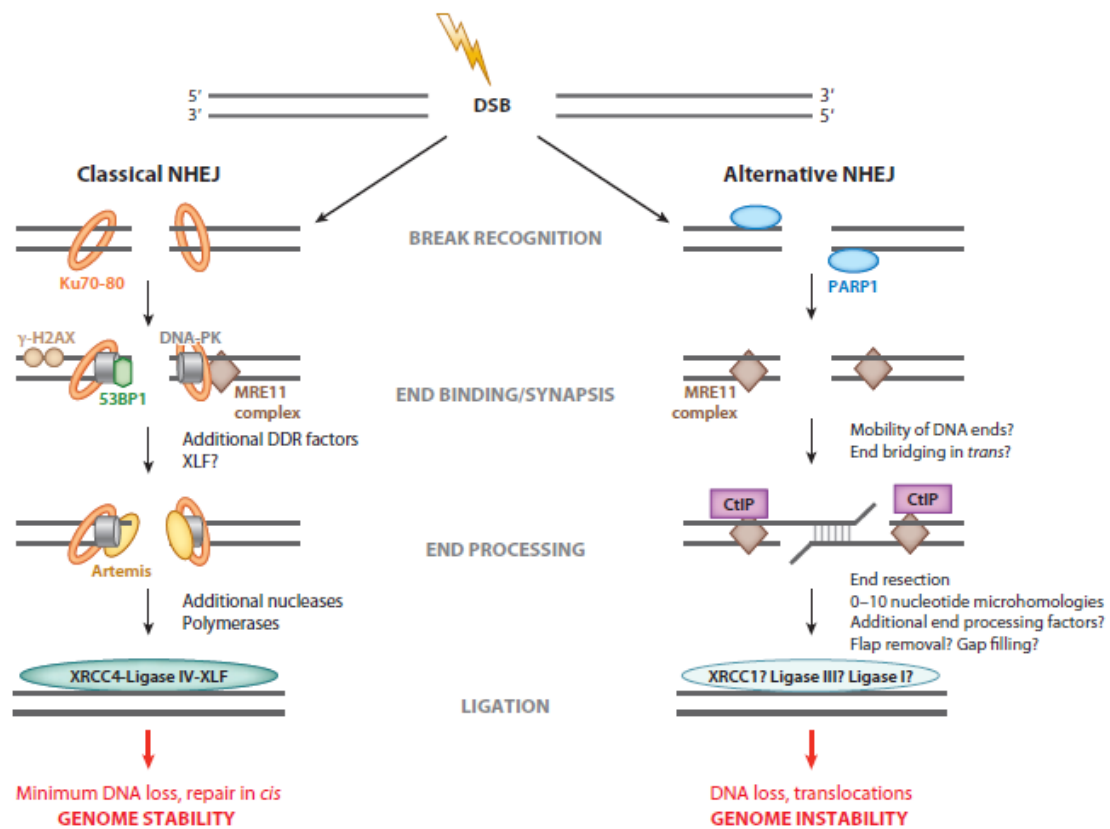 5′
3′
DSB
3′
5′
Classical NHEJ
Alternative NHEJ
BREAK RECOGNITION
Ku70-80
PARP1
γ-H2AX
DNA-PK
53BP1
MRE11
complex
END BINDING/SYNAPSIS
MRE11
complex
Additional DDR factors
XLF?
Mobility of DNA ends?
End bridging in trans?
CtIP
CtIP
Artemis
END PROCESSING
Additional nucleases
Polymerases
End resection
0–10 nucleotide microhomologies
Additional end processing factors?
Flap removal? Gap filling?
XRCC4-Ligase IV-XLF
LIGATION
XRCC1? Ligase III? Ligase I?
Minimum DNA loss, repair in cis
GENOME STABILITY
DNA loss, translocations
GENOME INSTABILITY